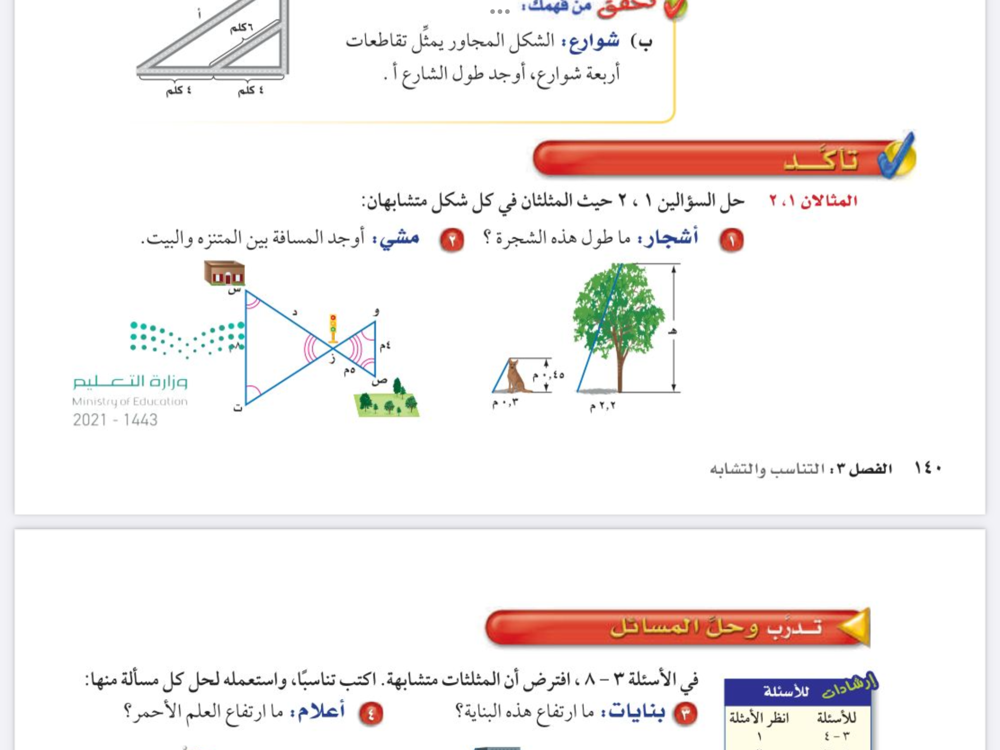 تحقق من فهمك:
ب) شوارع: الشكل المجاور يمثِّل تقاطعات
أربعة شوارع، أوجد طول الشارع أ .
أ
٦كلم
٤ كلم
٤ كلم
تأكَّد
المثالان ١، ٢ حل السؤالين ١ ، ٢ حيث المثلثان في كل شكل متشابهان:
١ أشجار: ما طول هذه الشجرة ؟
هـ
٠,٤٥ م
٠,٣ م
٢,٢ م
٢ مشي: أوجد المسافة بين المتنزه والبيت.
س
د
و
٨م
٤م
ز
٥م
ص
ت
وزارة التعليم
Ministry of Education
2021 - 1443
١٤٠ الفصل ٣: التناسب والتشابه
تدرَّب وحلَّ المسائل
في الأسئلة ٣ – ٨ ، افترض أن المثلثات متشابهة. اكتب تناسبًا، واستعمله لحل كل مسألة منها:
٣ بنايات: ما ارتفاع هذه البناية؟
٤ أعلام: ما ارتفاع العلم الأحمر؟
إرشادات للأسئلة
للأسئلة انظر الأمثلة
٣ – ٤ ١